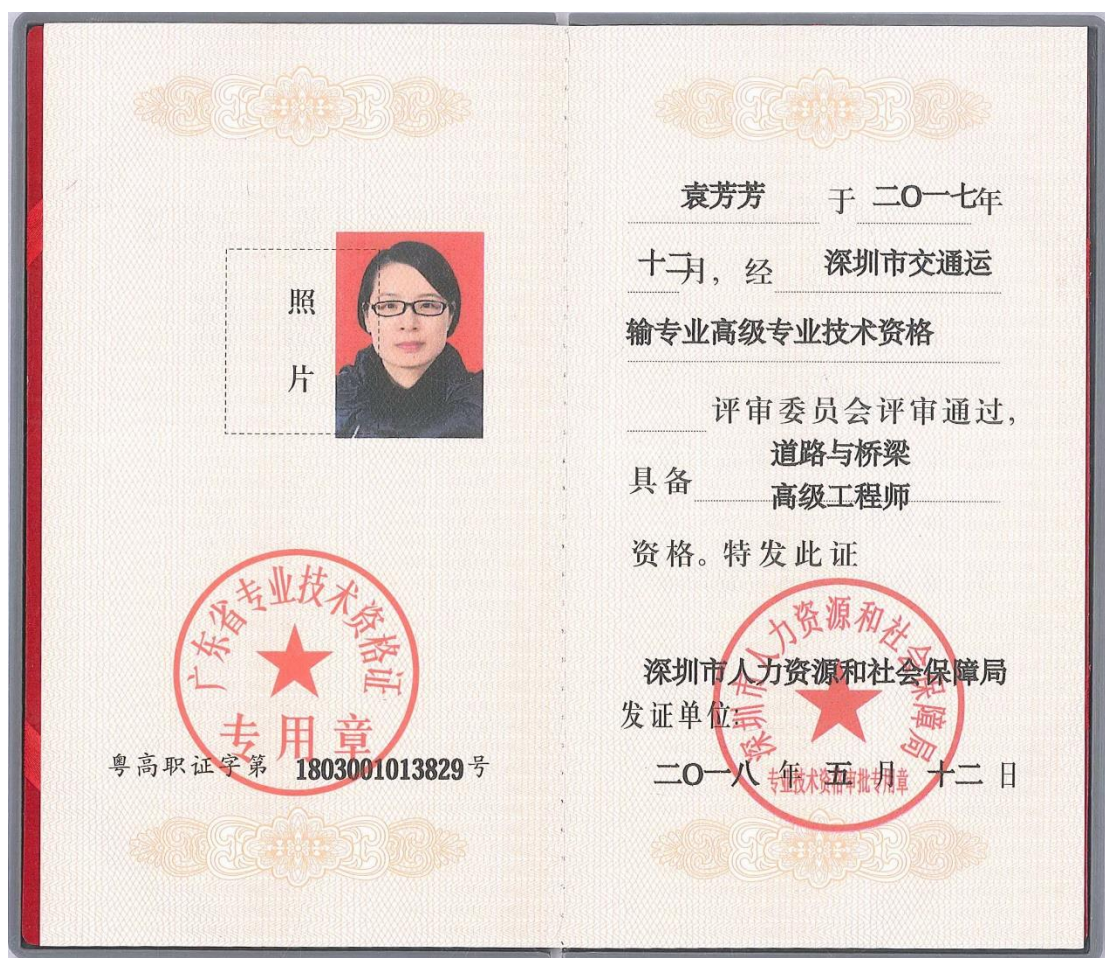 照
片
广东省专业技术资格证
专用章
粤高职证字第 1803001013829号
袁芳芳 于 二O一七年
十二月，经 深圳市交通运
输专业高级专业技术资格
评审委员会评审通过，
道路与桥梁
具备
高级工程师
资格。特发此证
深圳市人力资源和社会保障局
深圳市人力资源和社会保障局
发证单位:
二O一八 年 五 月 十二 日
专业技术资格审批专用章